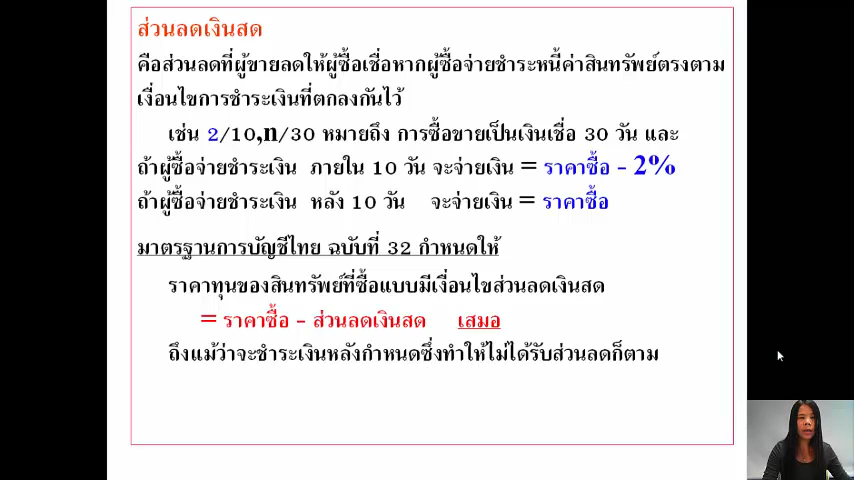 ส่วนลดเงินสด
คือส่วนลดที่ผู้ขายลดให้ผู้ซื้อเชื่อหากผู้ซื้อจ่ายชำระหนี้ค่าสินทรัพย์ตรงตาม
เงื่อนไขการชำระเงินที่ตกลงกันไว้
เช่น 2/10,n/30 หมายถึง การซื้อขายเป็นเงินเชื่อ 30 วัน และ
ถ้าผู้ซื้อจ่ายชำระเงิน ภายใน 10 วัน จะจ่ายเงิน = ราคาซื้อ - 2%
ถ้าผู้ซื้อจ่ายชำระเงิน หลัง 10 วัน จะจ่ายเงิน = ราคาซื้อ
มาตรฐานการบัญชีไทย ฉบับที่ 32 กำหนดให้
ราคาทุนของสินทรัพย์ที่ซื้อแบบมีเงื่อนไขส่วนลดเงินสด
= ราคาซื้อ - ส่วนลดเงินสด เสมอ
ถึงแม้ว่าจะชำระเงินหลังกำหนดซึ่งทำให้ไม่ได้รับส่วนลดก็ตาม